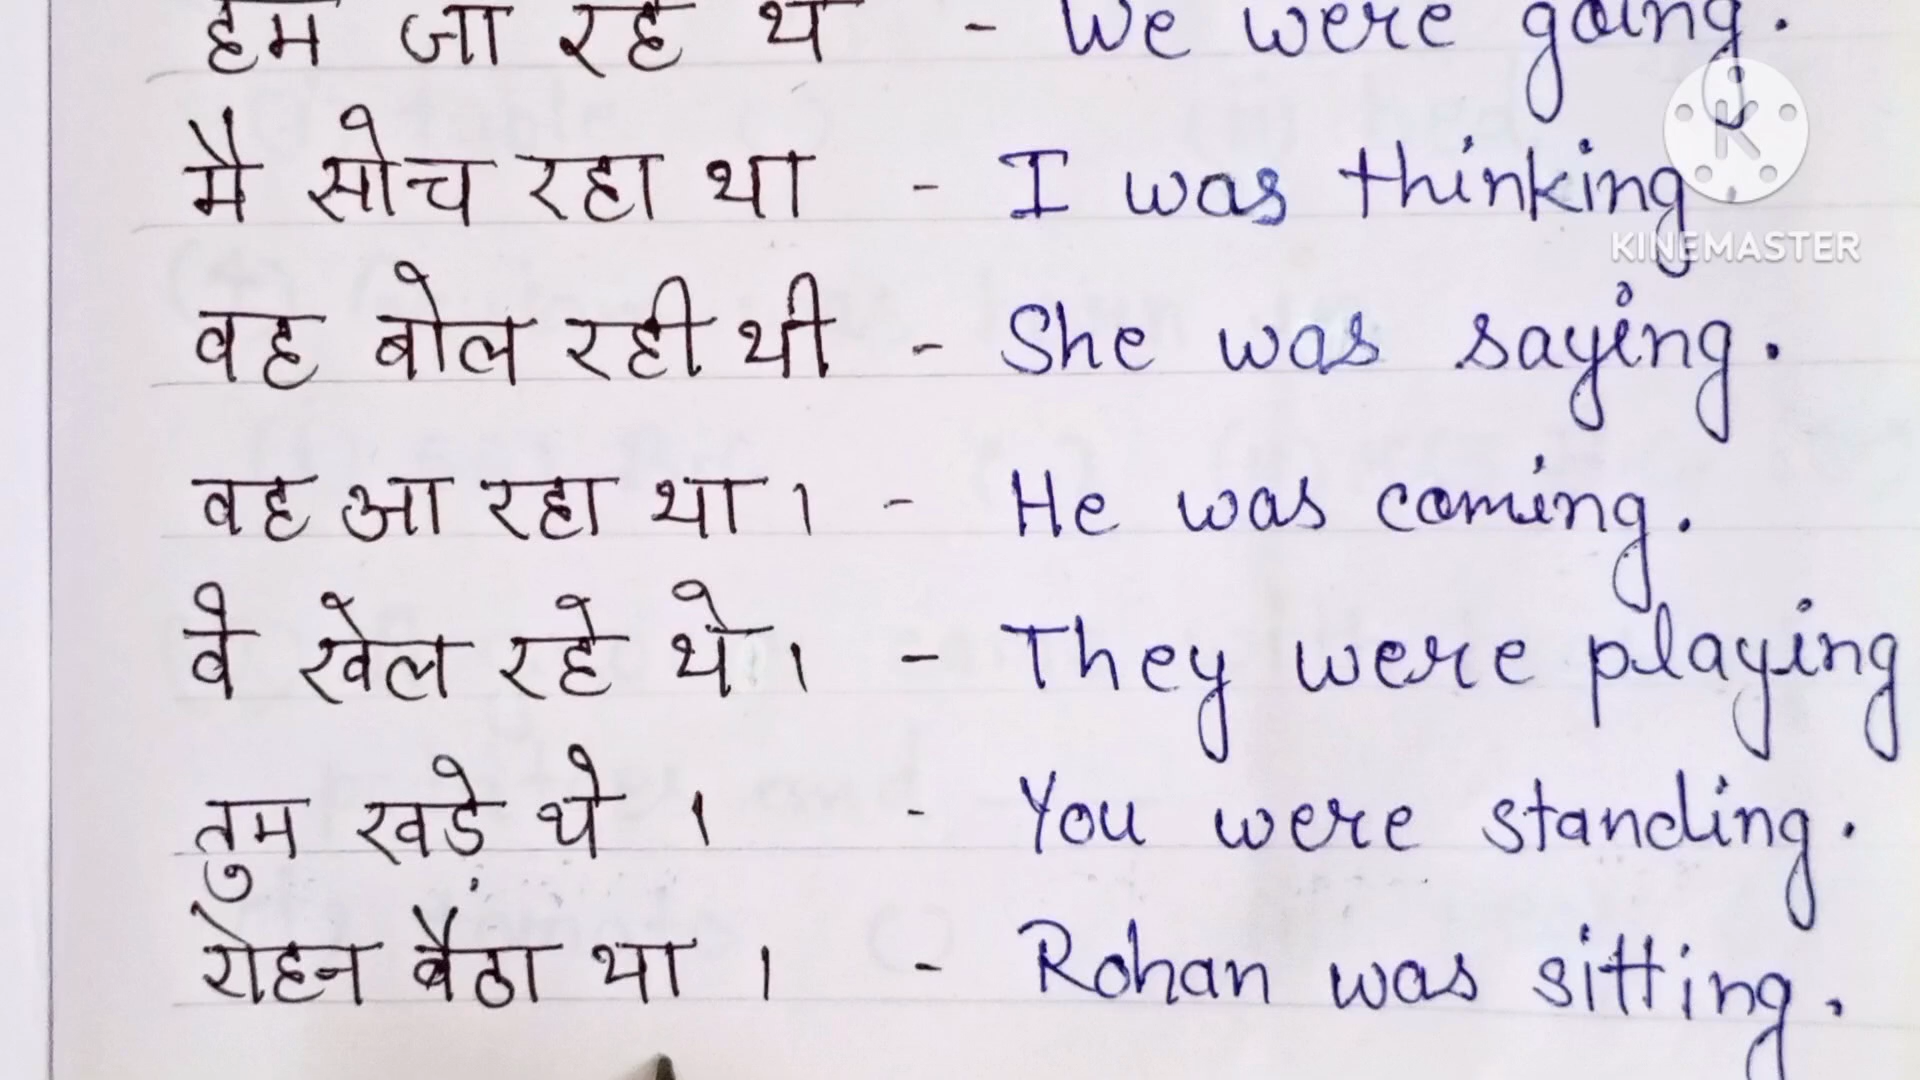 हम जा रहे थे - We were going.
मै सोच रहा था - I was thinking.
KINEMASTER
वह बोल रही थी - She was saying.
वह आ रहा था। - He was coming.
वे खेल रहे थे। - They were playing
तुम खड़े थे। - You were standing.
रोहन बैठा था। - Rohan was sitting.